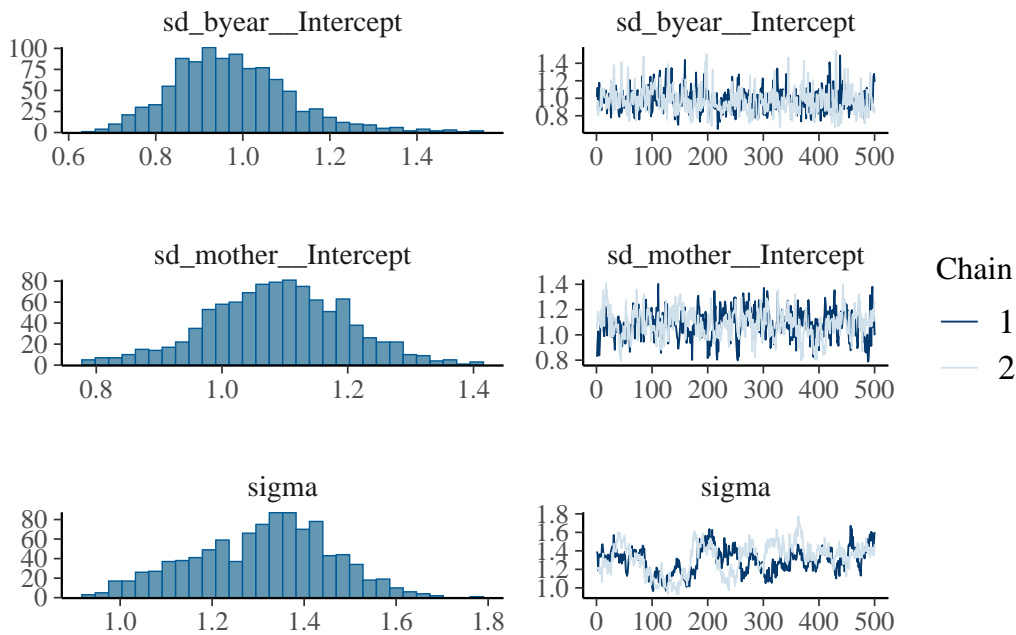 sd_byear__Intercept
100
75
50
25
0
0.6 0.8 1.0 1.2 1.4
sd_byear__Intercept
1.4
1.2
1.0
0.8
0 100 200 300 400 500
sd_mother__Intercept
80
60
40
20
0
0.8 1.0 1.2 1.4
sd_mother__Intercept
1.4
1.2
1.0
0.8
0 100 200 300 400 500
Chain
1
2
sigma
80
60
40
20
0
1.0 1.2 1.4 1.6 1.8
sigma
1.8
1.6
1.4
1.2
1.0
0 100 200 300 400 500